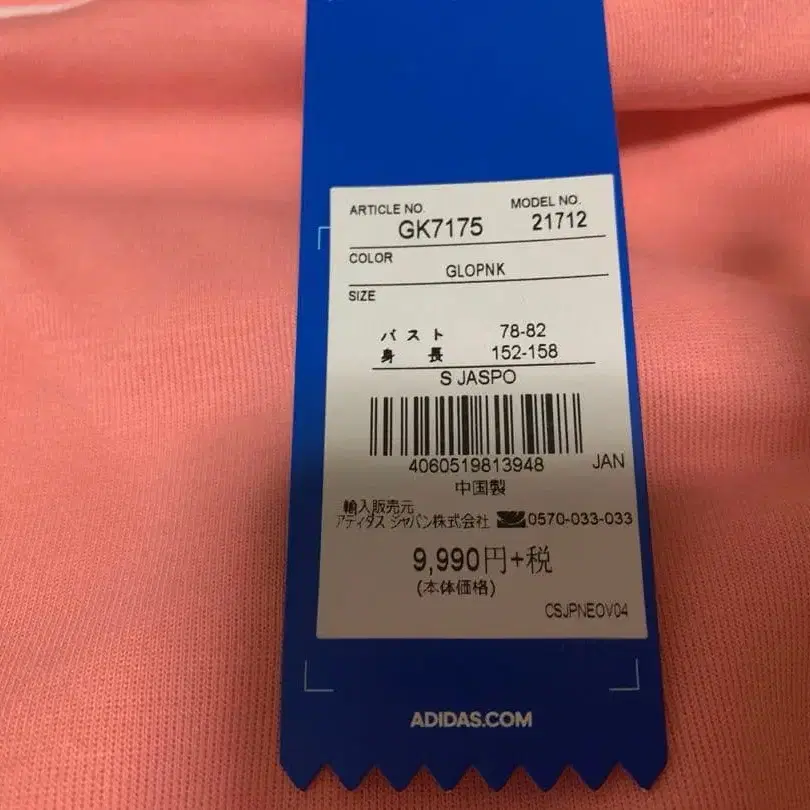 ARTICLE NO. MODEL NO.
GK7175 21712
COLOR
GLOPNK
SIZE
バスト 78-82
身長 152-158
S JASPO
4060519813948 JAN
中国製
輸入販売元
アディダス ジャパン株式会社 0570-033-033
9,990円+税
(本体価格)
CSJPNEOV04
ADIDAS.COM